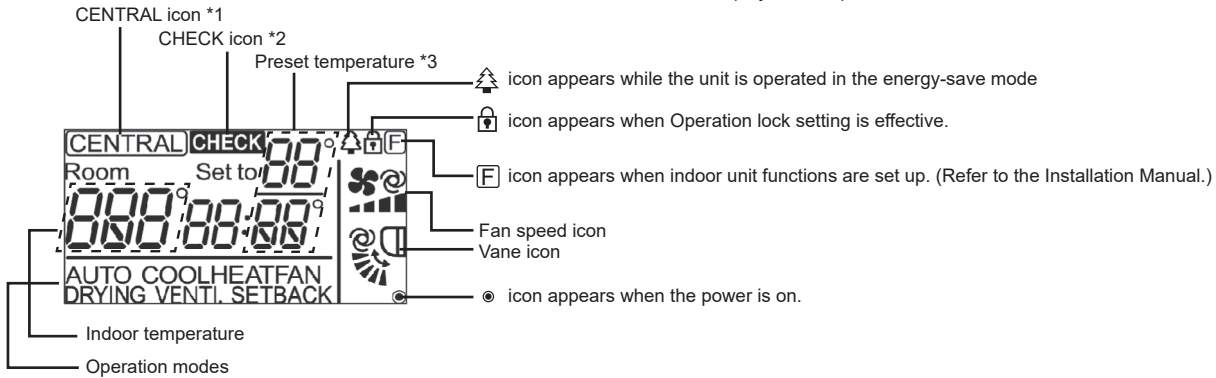 CENTRAL icon *1
CHECK icon *2
Preset temperature *3
icon appears while the unit is operated in the energy-save mode
icon appears when Operation lock setting is effective.
CENTRAL CHECK 88° F
Room Set to
F icon appears when indoor unit functions are set up. (Refer to the Installation Manual.)
888° 88:88°
Fan speed icon
Vane icon
AUTO COOLHEATFAN
DRYING VENTI. SETBACK
icon appears when the power is on.
Indoor temperature
Operation modes